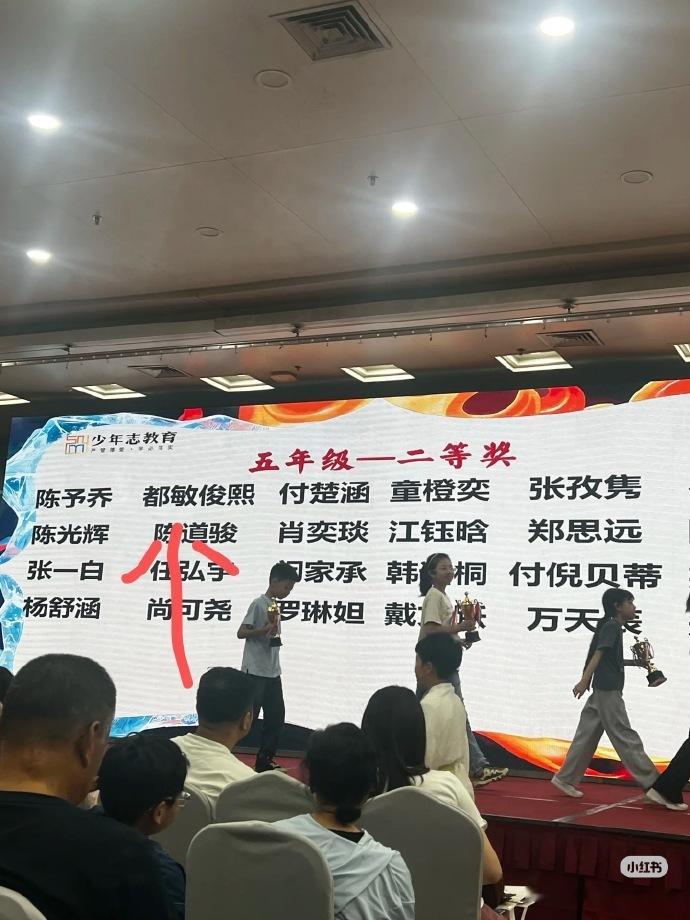 少年志教育
五年级—二等奖
陈予乔 都敏俊熙 付楚涵 童橙奕 张孜隽
陈光辉 陈道骏 肖奕琰 江钰晗 郑思远
张一白 任弘宇 家承 韩 桐 付倪贝蒂
杨舒涵 尚可尧 罗琳妲 戴 万天
小红书